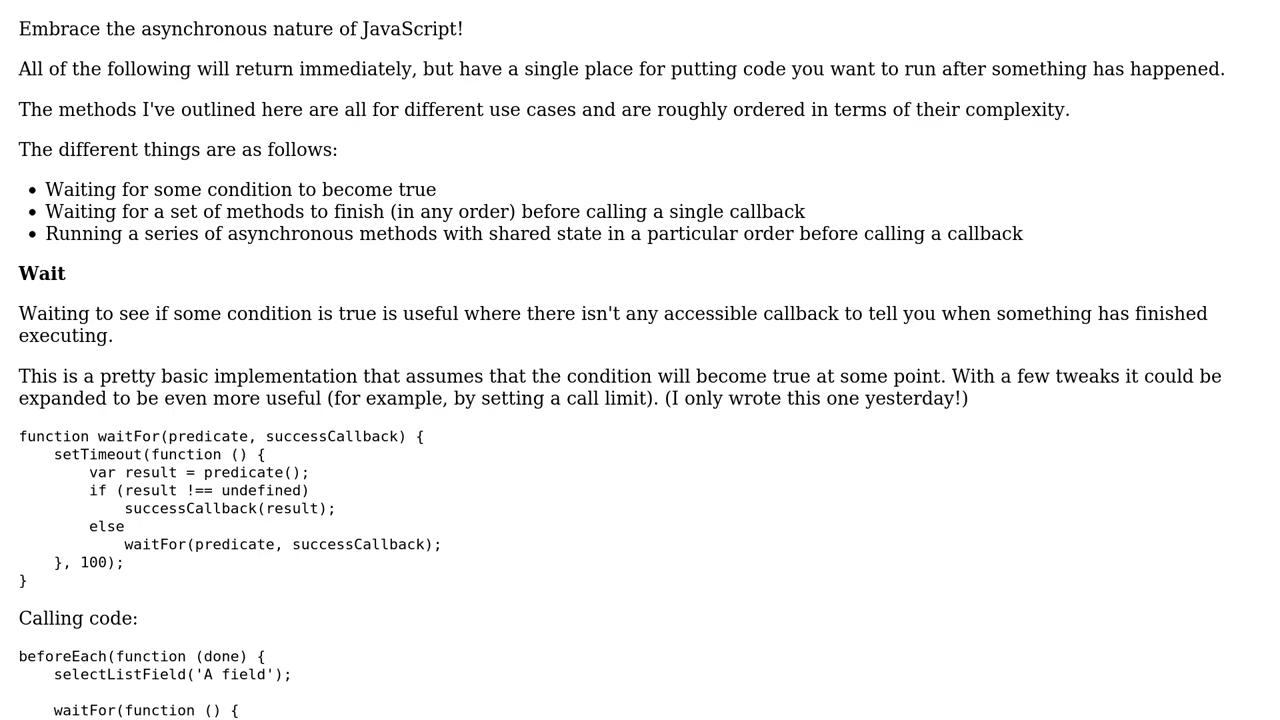 Embrace the asynchronous nature of JavaScript!
All of the following will return immediately, but have a single place for putting code you want to run after something has happened.
The methods I've outlined here are all for different use cases and are roughly ordered in terms of their complexity.
The different things are as follows:
• Waiting for some condition to become true
• Waiting for a set of methods to finish (in any order) before calling a single callback
• Running a series of asynchronous methods with shared state in a particular order before calling a callback
Wait
Waiting to see if some condition is true is useful where there isn't any accessible callback to tell you when something has finished
executing.
This is a pretty basic implementation that assumes that the condition will become true at some point. With a few tweaks it could be
expanded to be even more useful (for example, by setting a call limit). (I only wrote this one yesterday!)
function waitFor(predicate, successCallback) {
    setTimeout(function () {
        var result = predicate();
        if (result !== undefined)
            successCallback(result);
        else
            waitFor(predicate, successCallback);
    }, 100);
}
Calling code:
beforeEach(function (done) {
    selectListField('A field');
    waitFor(function () {